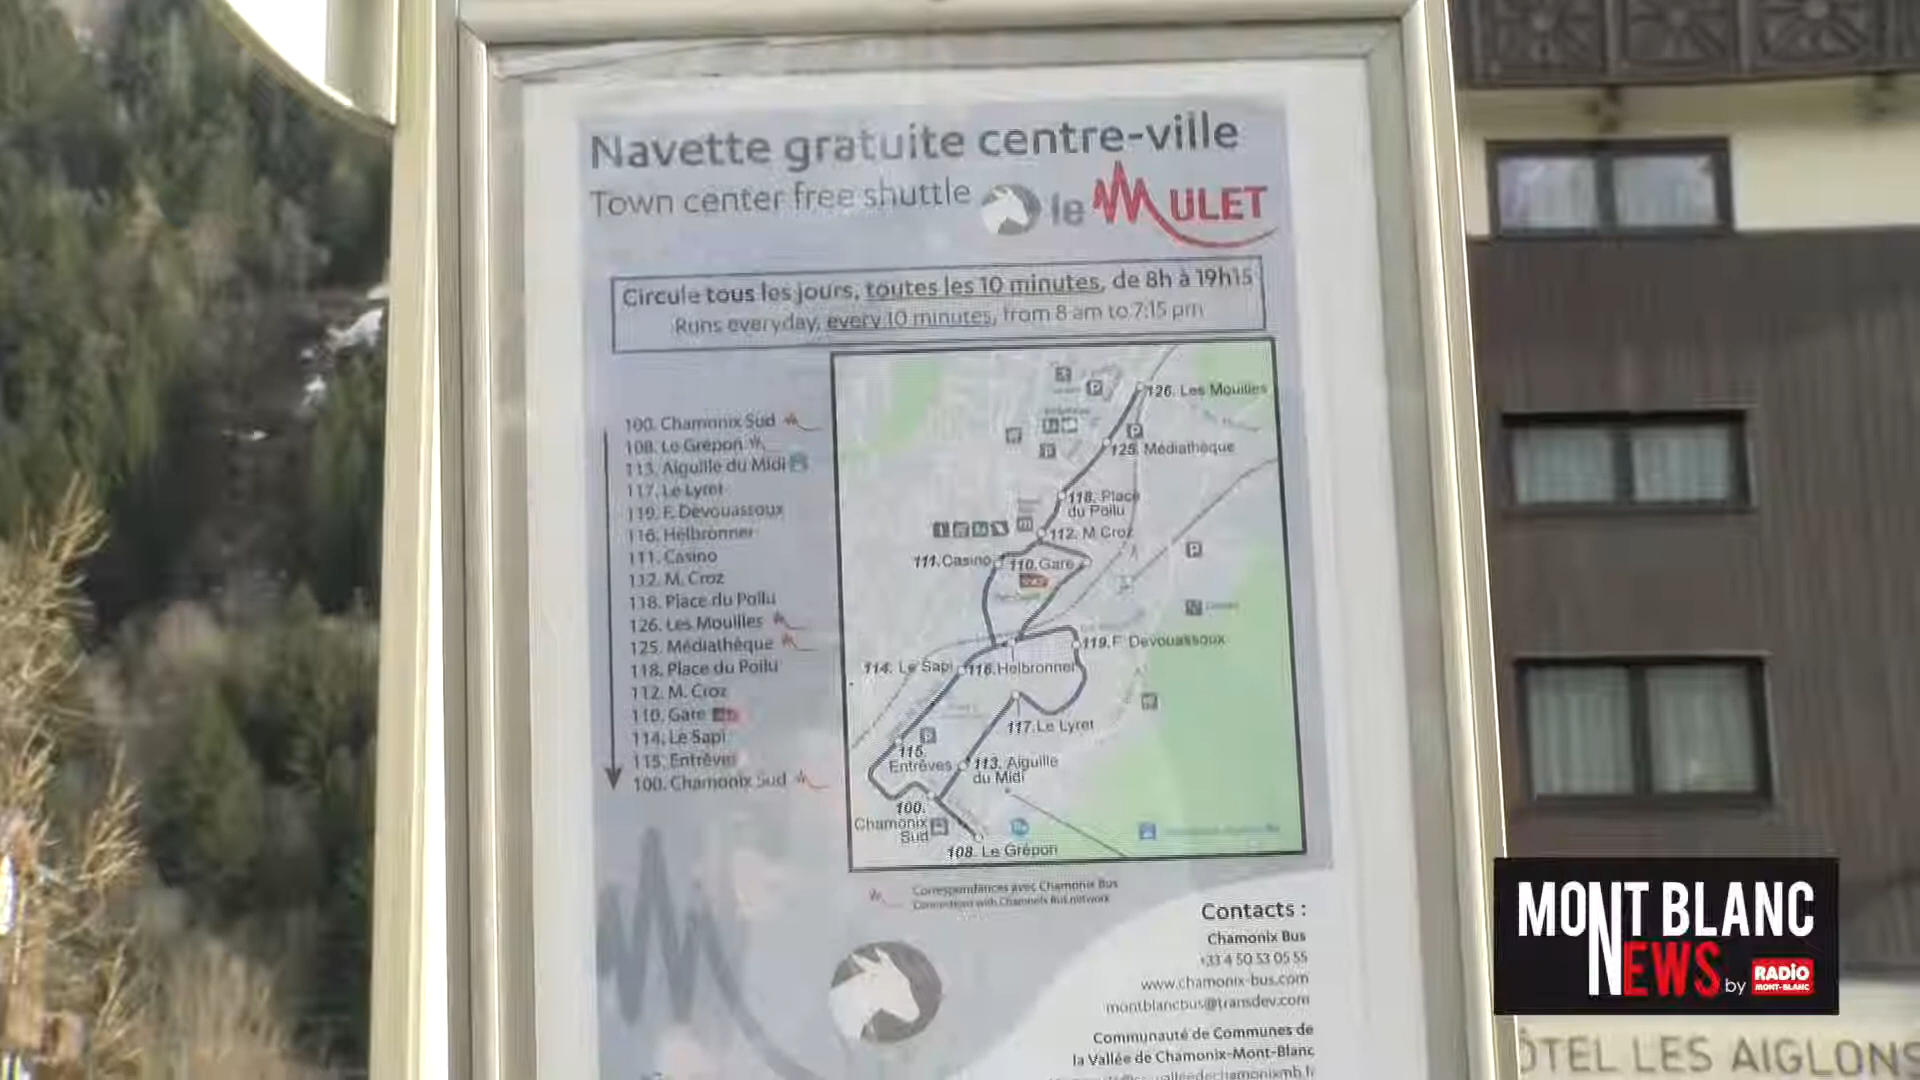 Navette gratuite centre-ville
Town center free shuttle le MULET
Circule tous les jours, toutes les 10 minutes, de 8h à 19h15
Runs everyday, every 10 minutes, from 8 am to 7:15 pm
100. Chamonix Sud
108. Le Grépon
113. Aiguille du Midi
117. Le Lyret
119. F. Devouassoux
116. Helbronner
111. Casino
112. M. Croz
118. Place du Poilu
126. Les Mouilles
125. Médiathèque
118. Place du Poilu
112. M. Croz
110. Gare
114. Le Sapi
115. Entrèves
100. Chamonix Sud
126. Les Mouilles
125. Médiathèque
118. Place
du Poilu
112. M Croz
111. Casino
110. Gare
119. F. Devouassoux
114. Le Sapi
116. Helbronner
117. Le Lyret
115.
Entrèves
113. Aiguille
du Midi
100.
Chamonix
Sud
108. Le Grépon
Correspondances avec Chamonix Bus
Connections with Chamonix Bus network
Contacts :
Chamonix Bus
+33 4 50 53 05 55
www.chamonix-bus.com
montblancbus@transdev.com
Communauté de Communes de
la Vallée de Chamonix-Mont-Blanc
MONT BLANC
NEWS by RADIO
MONT-BLANC
ÔTEL LES AIGLONS